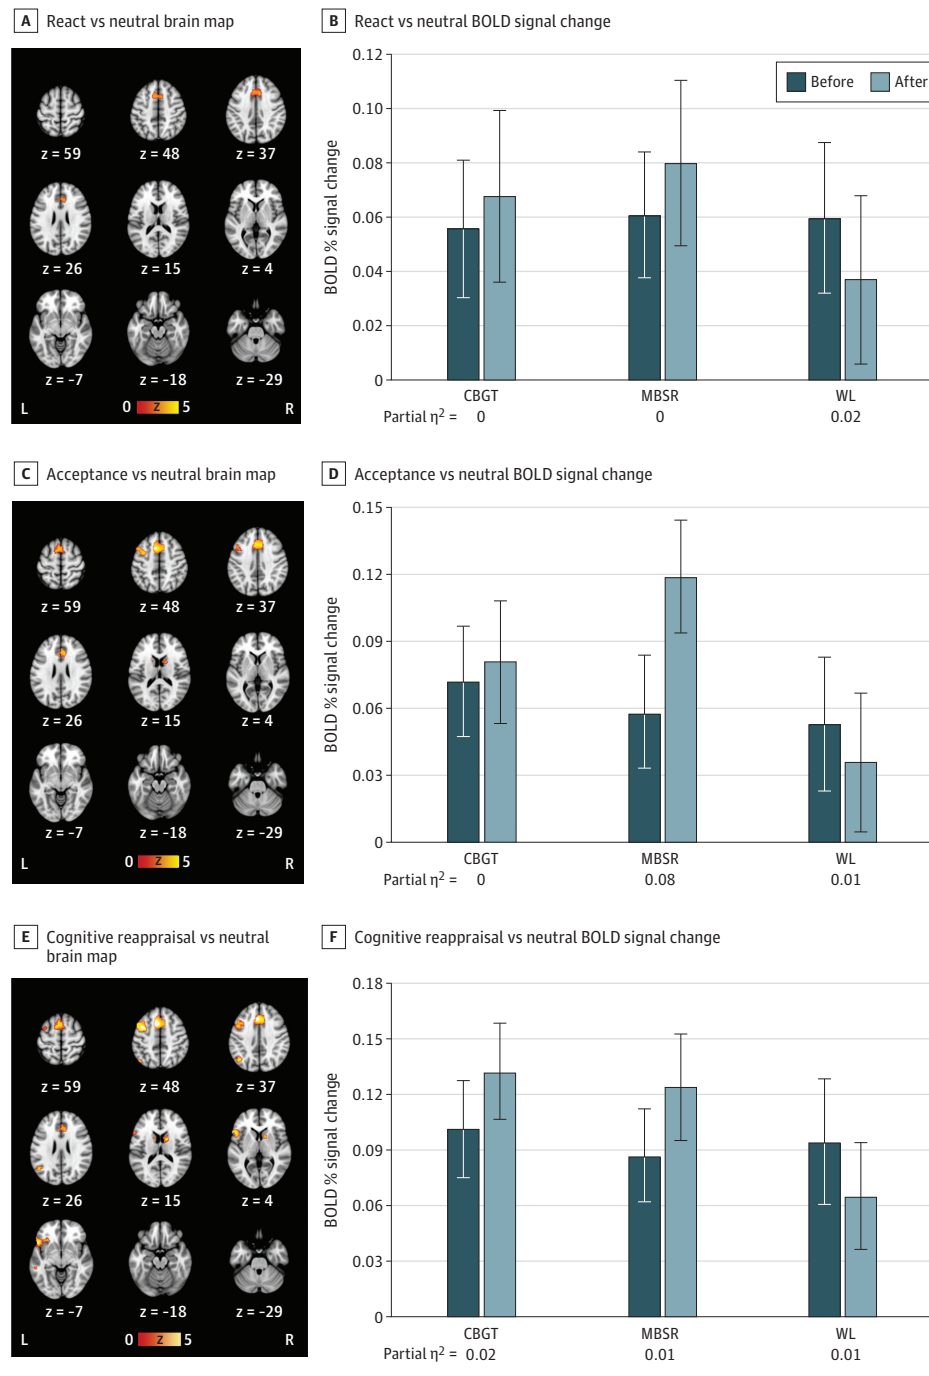 A React vs neutral brain map
z = 59 z = 48 z = 37
z = 26 z = 15 z = 4
z = -7 z = -18 z = -29
L 0 Z 5 R
B React vs neutral BOLD signal change
Before After
BOLD % signal change
0.12
0.10
0.08
0.06
0.04
0.02
0
CBGT MBSR WL
Partial η² = 0 0 0.02
C Acceptance vs neutral brain map
z = 59 z = 48 z = 37
z = 26 z = 15 z = 4
z = -7 z = -18 z = -29
L 0 Z 5 R
D Acceptance vs neutral BOLD signal change
BOLD % signal change
0.15
0.12
0.09
0.06
0.03
0
CBGT MBSR WL
Partial η² = 0 0.08 0.01
E Cognitive reappraisal vs neutral
brain map
z = 59 z = 48 z = 37
z = 26 z = 15 z = 4
z = -7 z = -18 z = -29
L 0 Z 5 R
F Cognitive reappraisal vs neutral BOLD signal change
BOLD % signal change
0.18
0.15
0.12
0.09
0.06
0.03
0
CBGT MBSR WL
Partial η² = 0.02 0.01 0.01